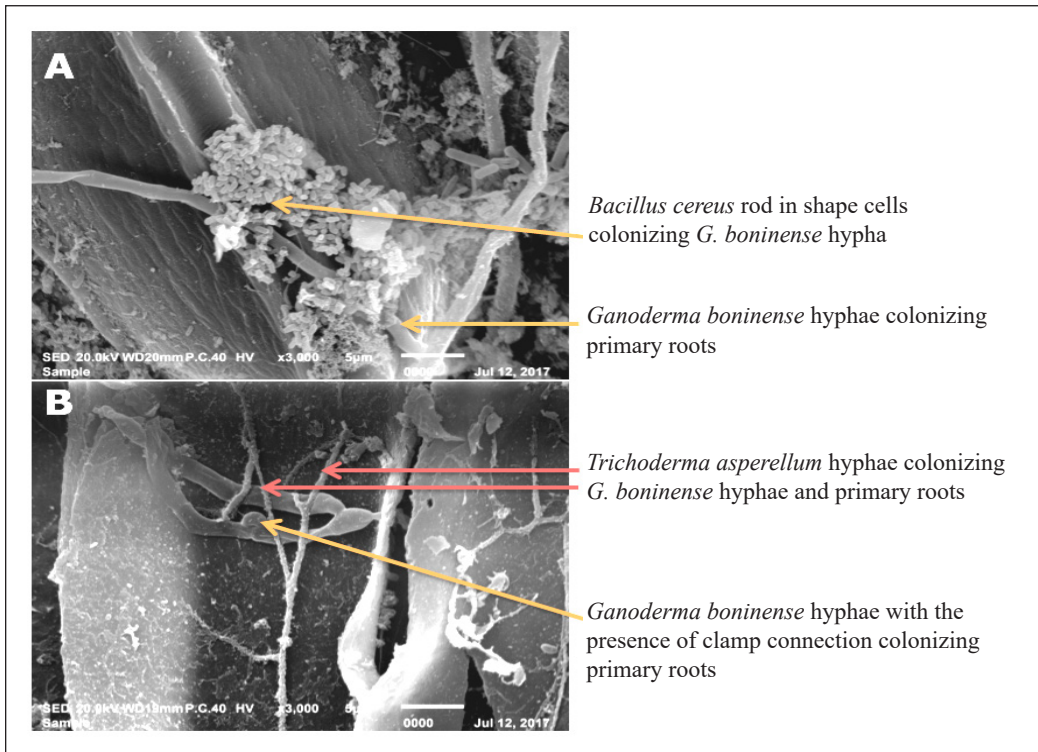 A
Bacillus cereus rod in shape cells
colonizing G. boninense hypha
Ganoderma boninense hyphae colonizing
primary roots
SED 20.0kV WD20mm P.C.40 HV x3,000 5µm
Sample 0000 Jul 12, 2017
B
Trichoderma asperellum hyphae colonizing
G. boninense hyphae and primary roots
Ganoderma boninense hyphae with the
presence of clamp connection colonizing
primary roots
SED 20.0kV WD19mm P.C.40 HV x3,000 5µm
Sample 0000 Jul 12, 2017